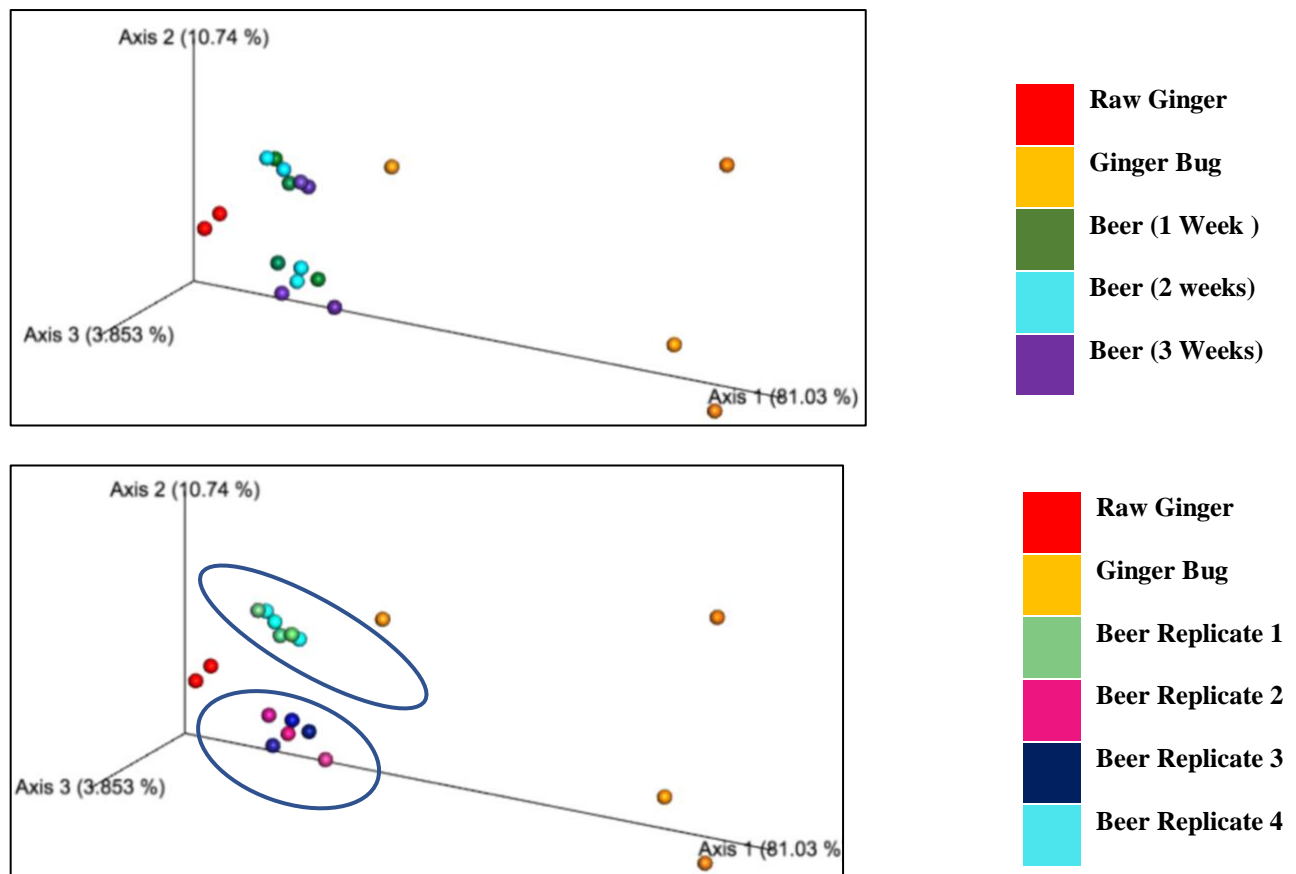 Axis 2 (10.74 %)
Axis 3 (3.853 %)
Axis 1 (81.03 %)
Raw Ginger
Ginger Bug
Beer (1 Week )
Beer (2 weeks)
Beer (3 Weeks)
Axis 2 (10.74 %)
Axis 3 (3.853 %)
Axis 1 (81.03 %
Raw Ginger
Ginger Bug
Beer Replicate 1
Beer Replicate 2
Beer Replicate 3
Beer Replicate 4